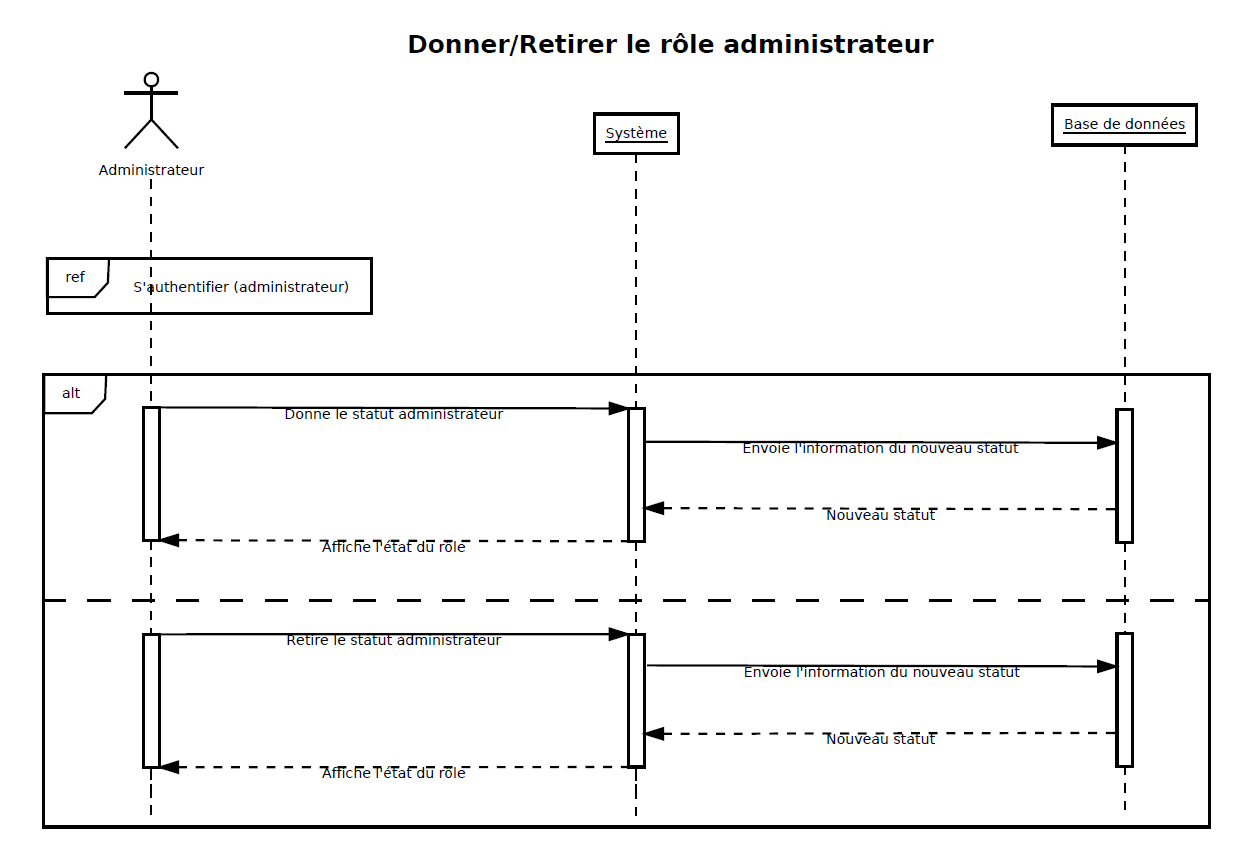 Donner/Retirer le rôle administrateur
Système
Base de données
Administrateur
ref
S'authentifier (administrateur)
alt
Donne le statut administrateur
Envoie l'information du nouveau statut
Nouveau statut
Affiche l'état du rôle
Retire le statut administrateur
Envoie l'information du nouveau statut
Nouveau statut
Affiche l'état du rôle